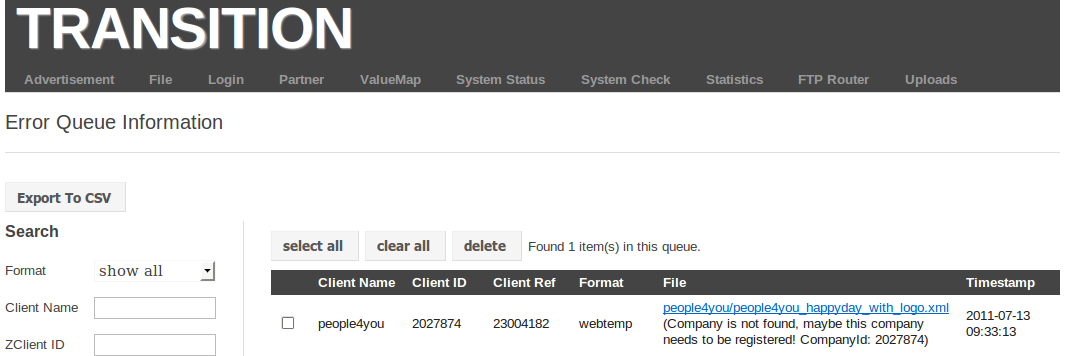 TRANSITION
Advertisement File Login Partner ValueMap System Status System Check Statistics FTP Router Uploads
Error Queue Information
Export To CSV
Search
Format show all
Client Name
ZClient ID
select all clear all delete Found 1 item(s) in this queue.
Client Name Client ID Client Ref Format File Timestamp
people4you 2027874 23004182 webtemp people4you/people4you_happyday_with_logo.xml 2011-07-13
(Company is not found, maybe this company 09:33:13
needs to be registered! CompanyId: 2027874)